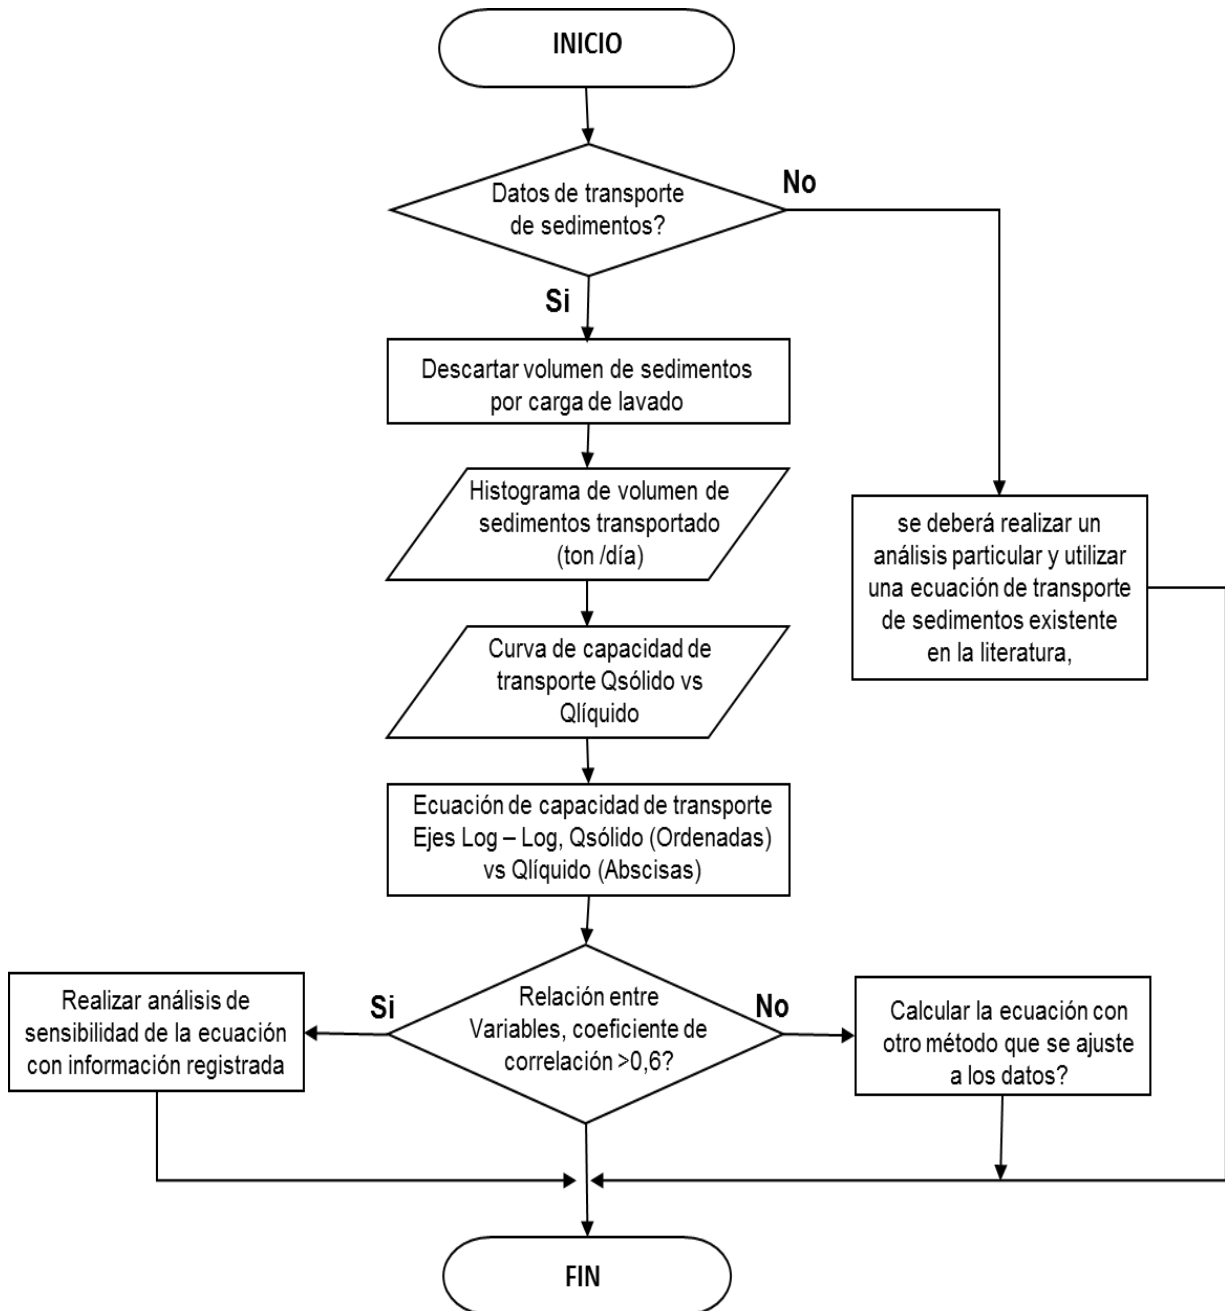 INICIO
Datos de transporte
de sedimentos?
No
Si
Descartar volumen de sedimentos
por carga de lavado
Histograma de volumen de
sedimentos transportado
(ton /día)
se deberá realizar un
análisis particular y utilizar
una ecuación de transporte
de sedimentos existente
en la literatura,
Curva de capacidad de
transporte Qsólido vs
Qlíquido
Ecuación de capacidad de transporte
Ejes Log – Log, Qsólido (Ordenadas)
vs Qlíquido (Abscisas)
Relación entre
Variables, coeficiente de
correlación >0,6?
Si
Realizar análisis de
sensibilidad de la ecuación
con información registrada
No
Calcular la ecuación con
otro método que se ajuste
a los datos?
FIN